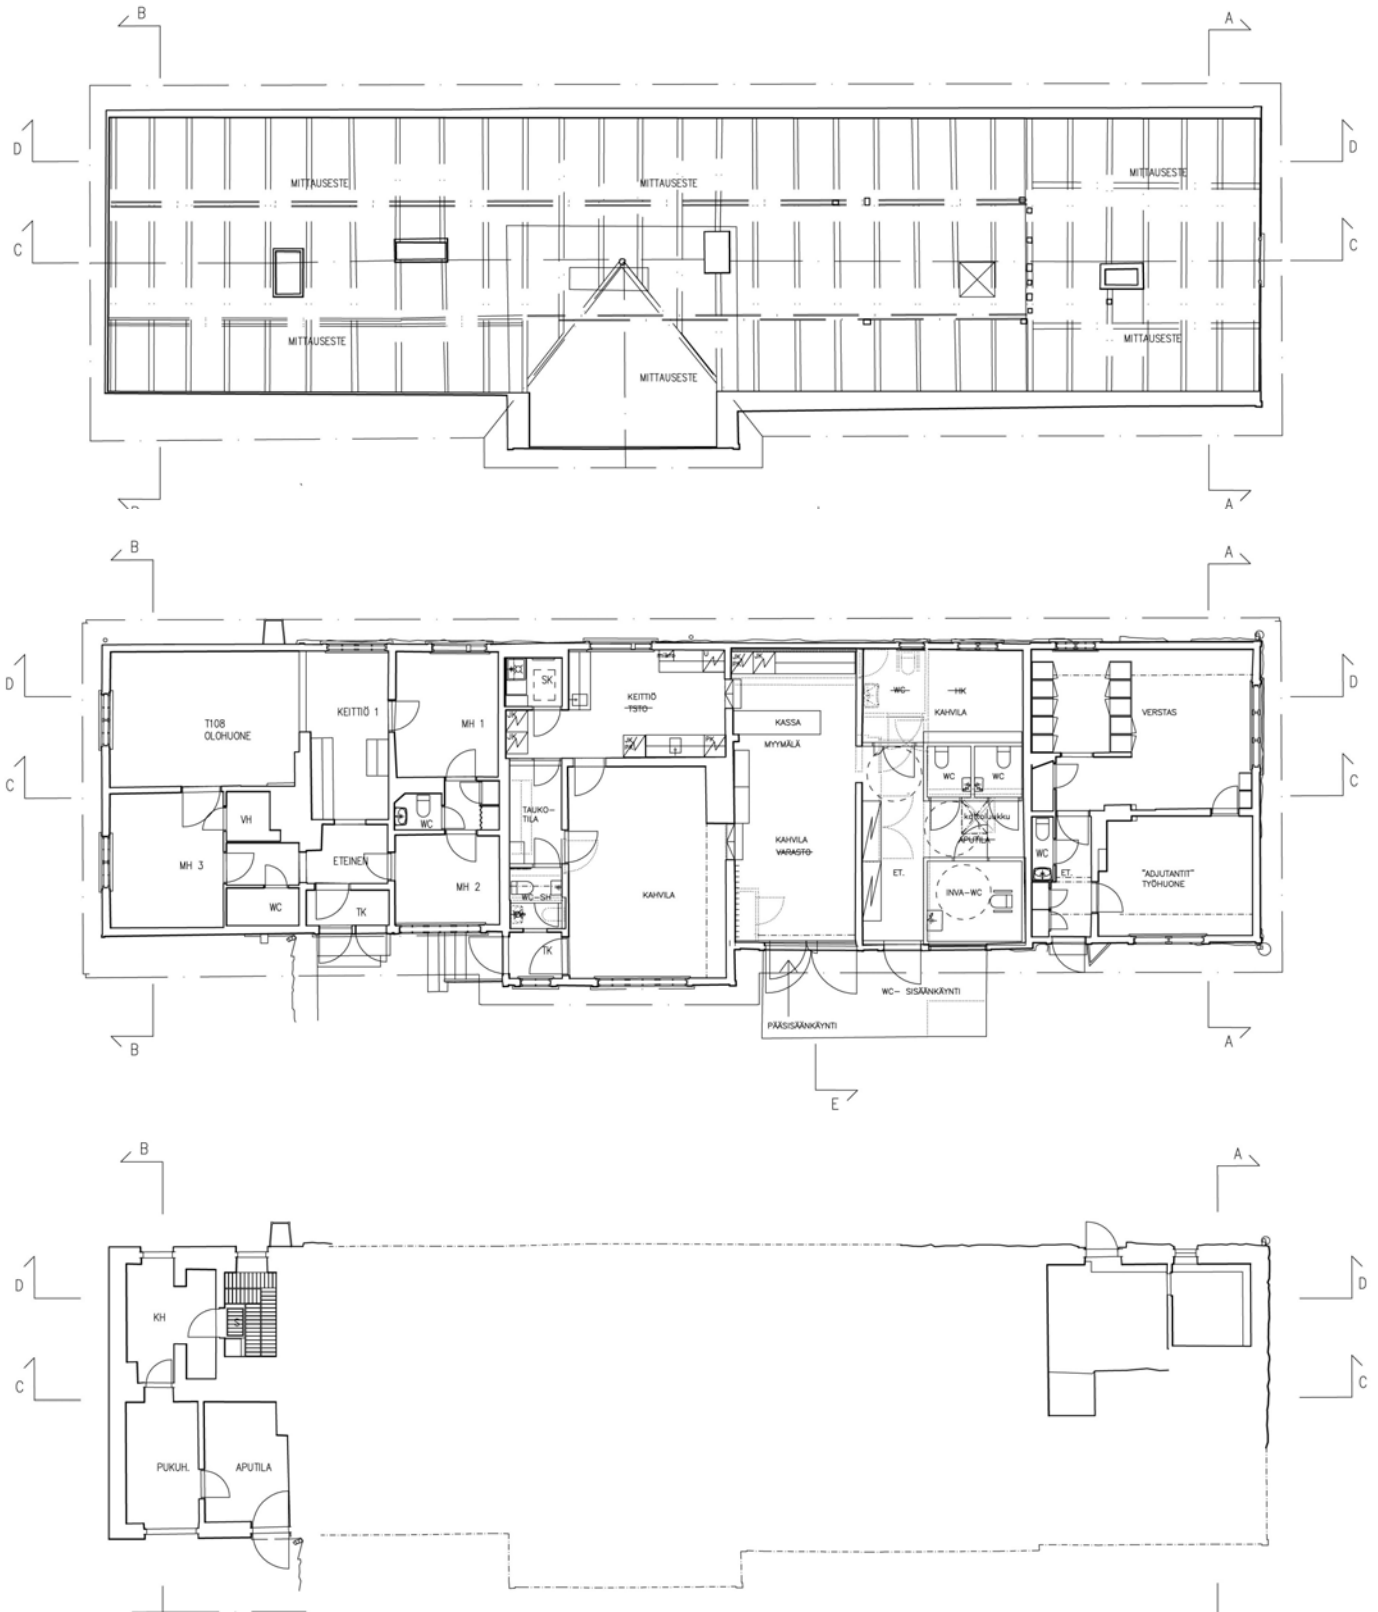 B
A
D
D
MITTAUSESTE
MITTAUSESTE
MITTAUSESTE
C
C
MITTAUSESTE
MITTAUSESTE
MITTAUSESTE
A
B
A
D
D
SK
KEITTIÖ
TSTO
WC
HK
KAHVILA
T108
OLOHUONE
KEITTIÖ 1
MH 1
KASSA
MYYMÄLÄ
VERSTAS
C
C
WC
WC
TAUKO-
TILA
VH
WC
APUTILA
KAHVILA
VARASTO
WC
MH 3
ETEINEN
MH 2
WC-SH
KAHVILA
ET.
INVA-WC
ET.
"ADJUTANTIT"
TYÖHUONE
WC
TK
TK
WC- SISÄÄNKÄYNTI
PÄÄSISÄÄNKÄYNTI
B
A
E
B
A
D
D
KH
S
C
C
PUKUH.
APUTILA